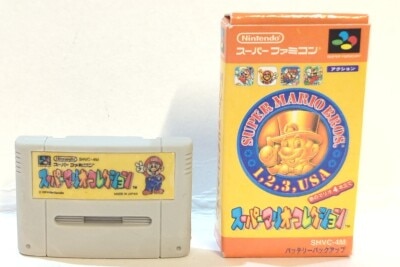 Nintendo
スーパーファミコン
アクション
SUPER MARIO BROS.
1, 2, 3, USA
スーパーマリオコレクション
SHVC-4M
バッテリーバックアップ
Nintendo SHVC-4M
スーパーファミコン
スーパーマリオコレクション
MADE IN JAPAN